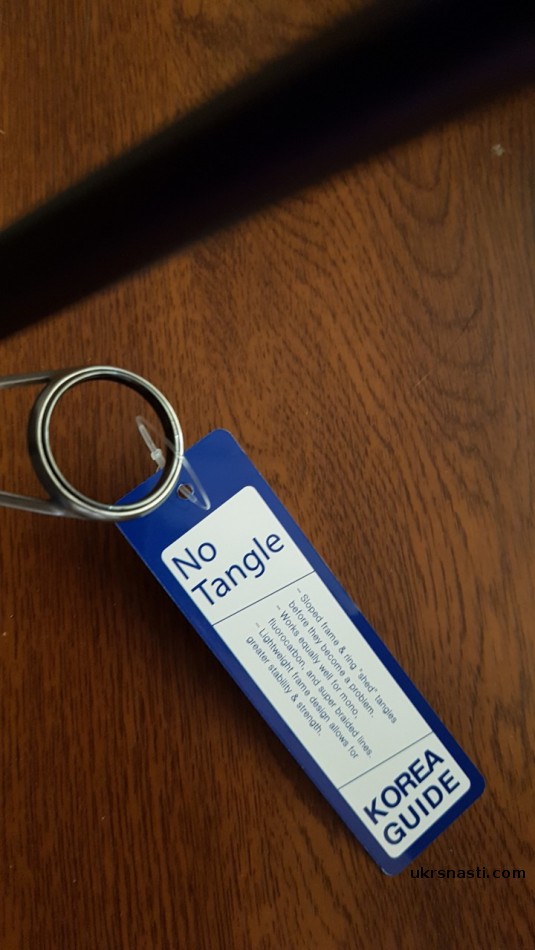 No
Tangle
– Sloped frame & ring "shed" tangles
before they become a problem.
– Works equally well for mono,
fluorocarbon, and super braided lines.
– Lightweight frame design allows for
greater stability & strength.
KOREA
GUIDE
ukrsnasti.com